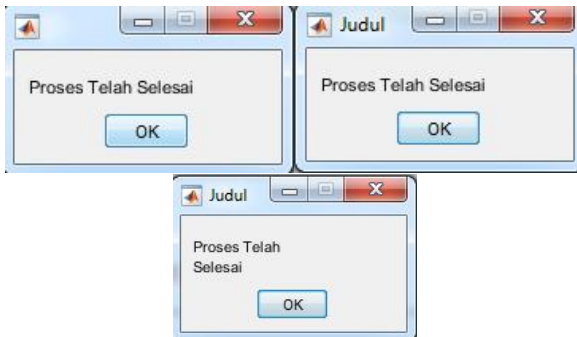 Proses Telah Selesai
OK
Judul
Proses Telah Selesai
OK
Judul
Proses Telah
Selesai
OK